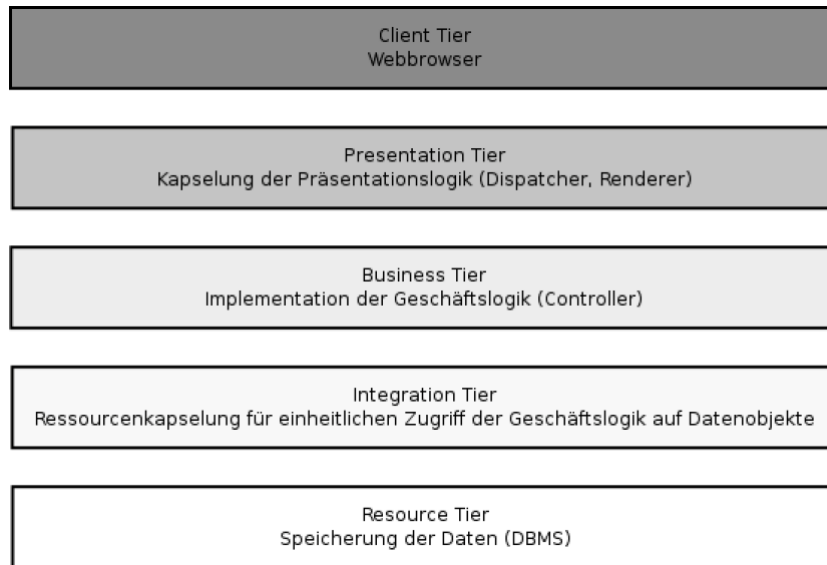 Client Tier
Webbrowser
Presentation Tier
Kapselung der Präsentationslogik (Dispatcher, Renderer)
Business Tier
Implementation der Geschäftslogik (Controller)
Integration Tier
Ressourcenkapselung für einheitlichen Zugriff der Geschäftslogik auf Datenobjekte
Resource Tier
Speicherung der Daten (DBMS)